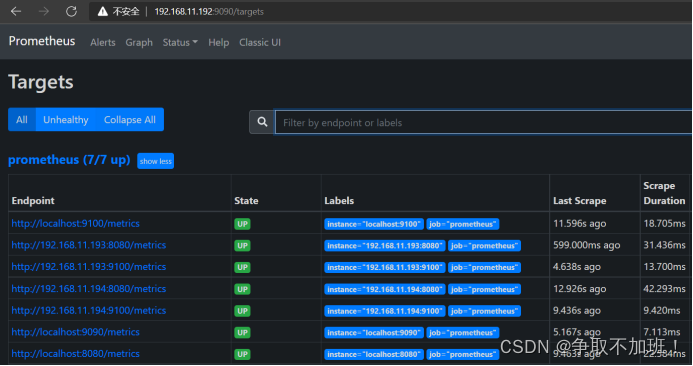 不安全 192.168.11.192:9090/targets
Prometheus Alerts Graph Status Help Classic UI
Targets
All Unhealthy Collapse All Filter by endpoint or labels
prometheus (7/7 up) show less
Endpoint State Labels Last Scrape Scrape Duration
http://localhost:9100/metrics UP instance="localhost:9100" job="prometheus" 11.596s ago 18.705ms
http://192.168.11.193:8080/metrics UP instance="192.168.11.193:8080" job="prometheus" 599.000ms ago 31.436ms
http://192.168.11.193:9100/metrics UP instance="192.168.11.193:9100" job="prometheus" 4.638s ago 13.700ms
http://192.168.11.194:8080/metrics UP instance="192.168.11.194:8080" job="prometheus" 12.926s ago 42.293ms
http://192.168.11.194:9100/metrics UP instance="192.168.11.194:9100" job="prometheus" 9.436s ago 9.420ms
http://localhost:9090/metrics UP instance="localhost:9090" job="prometheus" 5.167s ago 7.113ms
http://localhost:8080/metrics UP instance="localhost:8080" job="prometheus" 9.463s ago 22.584ms
CSDN @争取不加班！